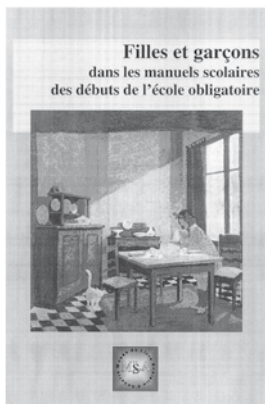 Filles et garçons
dans les manuels scolaires
des débuts de l'école obligatoire